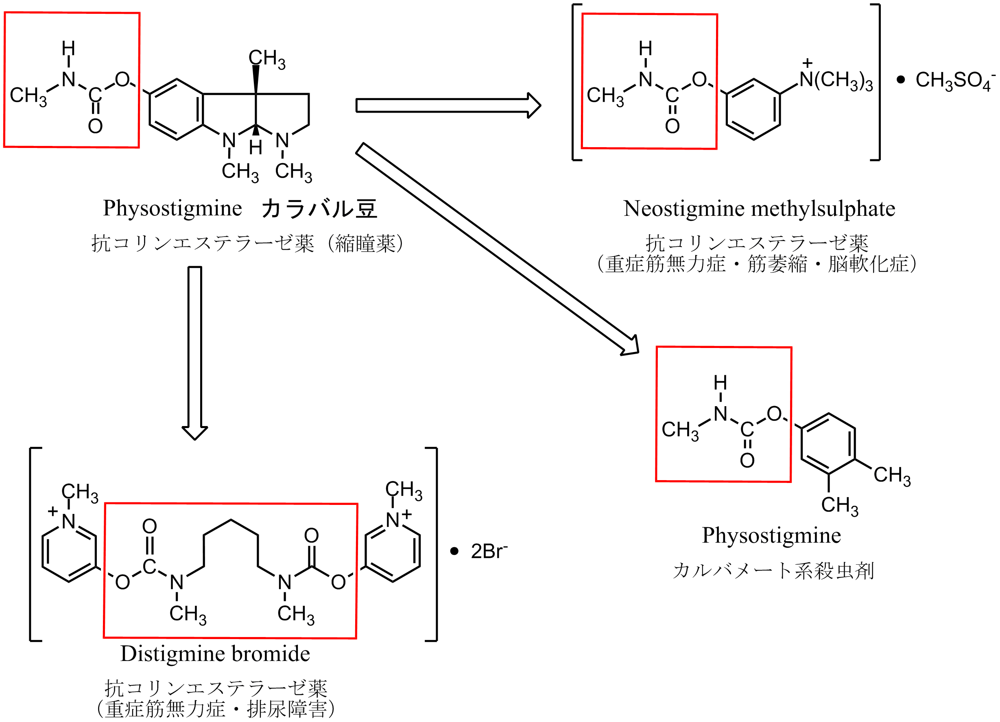 H
N
CH3
C
O
O
CH3
N
H
N
CH3
CH3
Physostigmine カラバル豆
抗コリンエステラーゼ薬（縮瞳薬）
H
N
CH3
C
O
O
+
N(CH3)3
• CH3SO4-
Neostigmine methylsulphate
抗コリンエステラーゼ薬
（重症筋無力症・筋萎縮・脳軟化症）
H
N
CH3
C
O
O
CH3
CH3
Physostigmine
カルバメート系殺虫剤
CH3
+
N
O
C
O
N
CH3
O
N
CH3
O
CH3
N+
• 2Br-
Distigmine bromide
抗コリンエステラーゼ薬
（重症筋無力症・排尿障害）